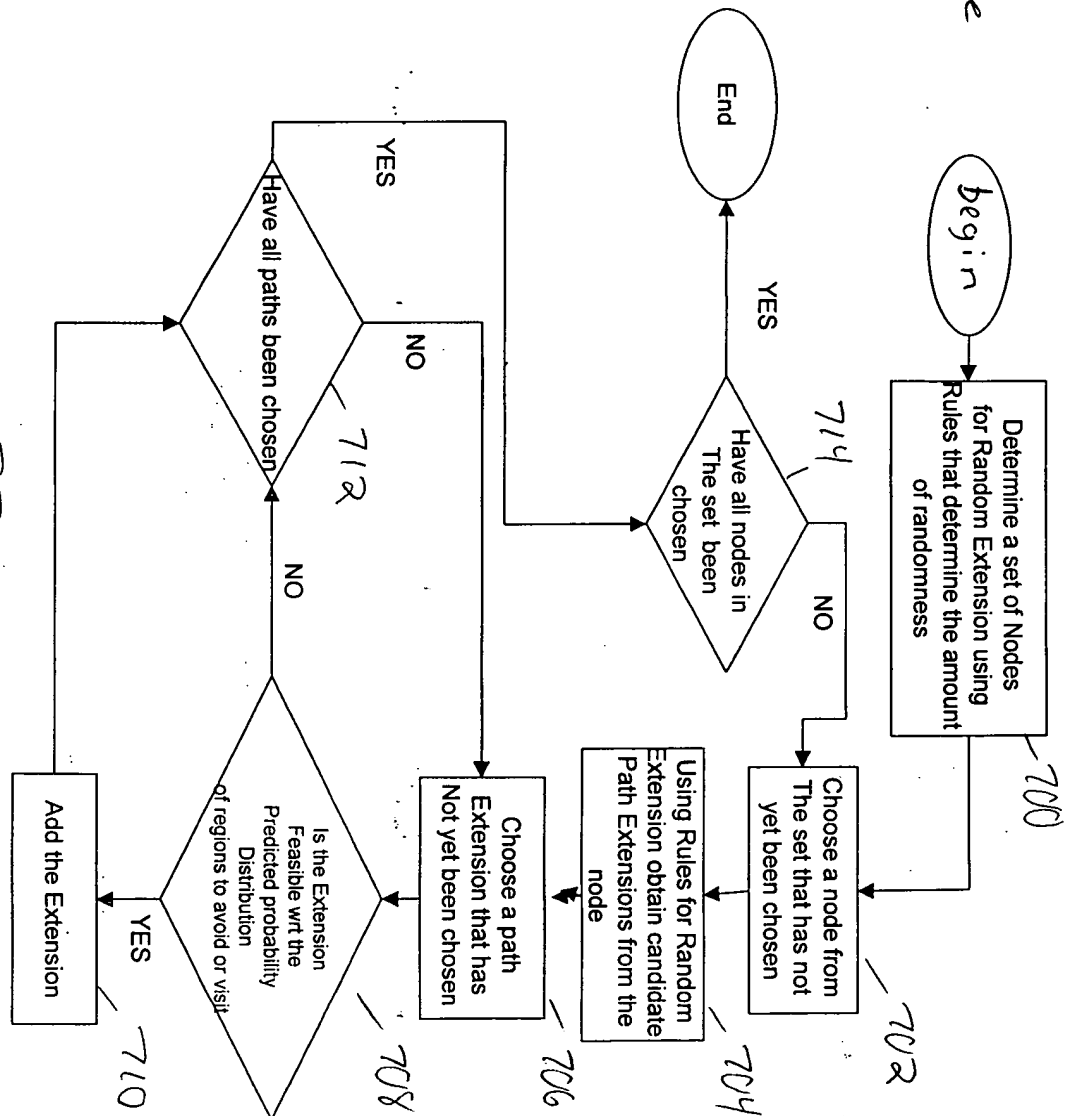 begin
Determine a set of Nodes
for Random Extension using
Rules that determine the amount
of randomness
700
Choose a node from
The set that has not
yet been chosen
702
Using Rules for Random
Extension obtain candidate
Path Extensions from the
node
704
Choose a path
Extension that has
Not yet been chosen
706
Is the Extension
Feasible wrt the
Predicted probability
Distribution
of regions to avoid or visit
708
YES
Add the Extension
710
NO
Have all paths been chosen
712
NO
YES
Have all nodes in
The set been
chosen
714
NO
YES
End